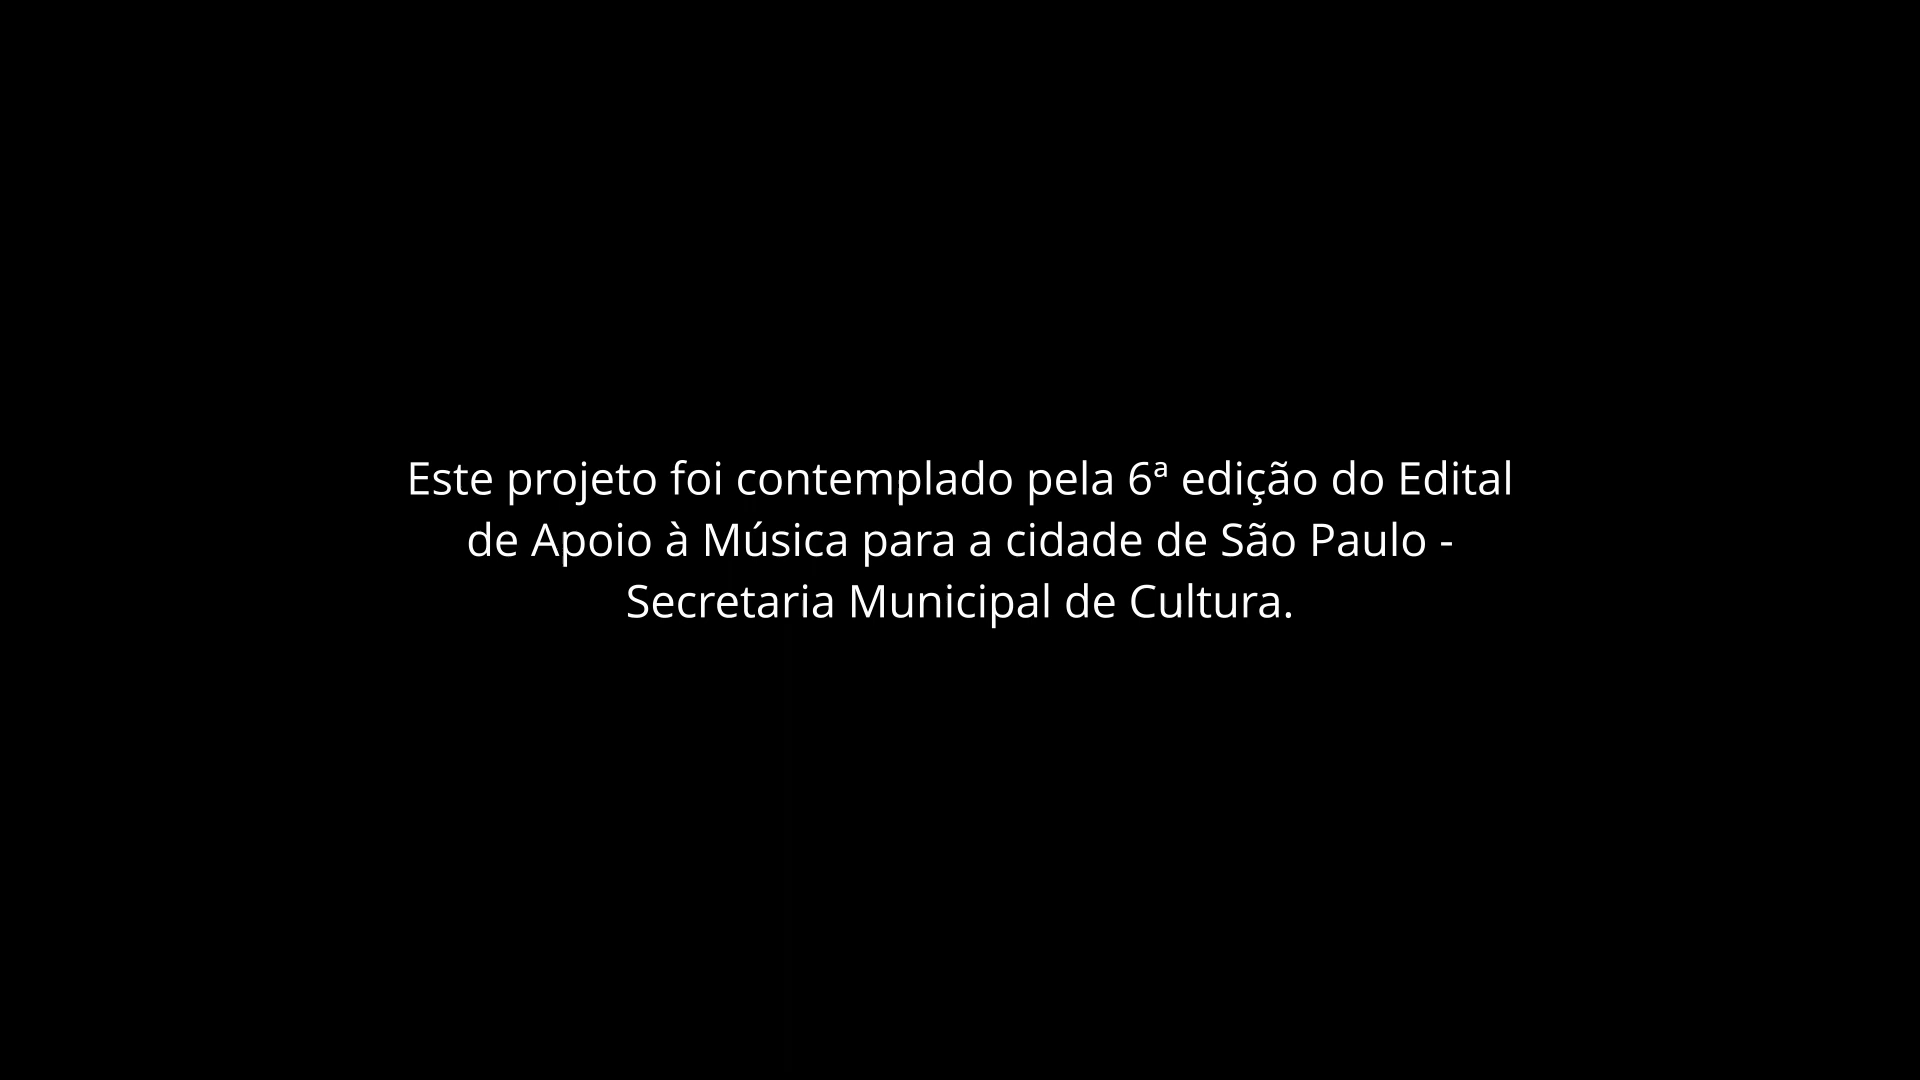 Este projeto foi contemplado pela 6ª edição do Edital
de Apoio à Música para a cidade de São Paulo -
Secretaria Municipal de Cultura.